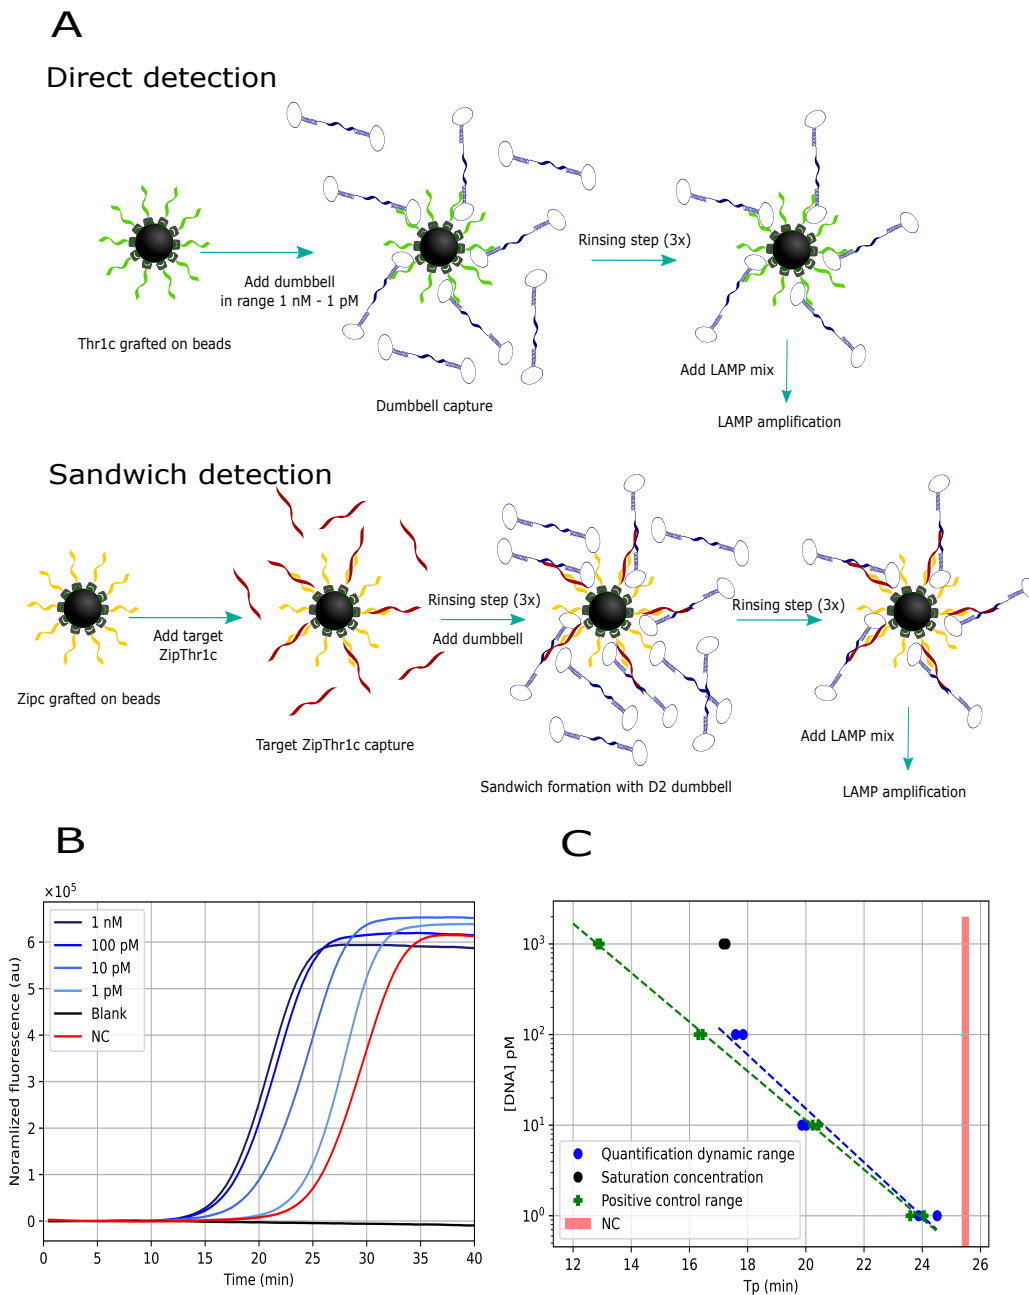 A
Direct detection
Thr1c grafted on beads
Add dumbbell
in range 1 nM - 1 pM
Dumbbell capture
Rinsing step (3x)
Add LAMP mix
LAMP amplification
Sandwich detection
Zipc grafted on beads
Add target
ZipThr1c
Target ZipThr1c capture
Rinsing step (3x)
Add dumbbell
Sandwich formation with D2 dumbbell
Rinsing step (3x)
Add LAMP mix
LAMP amplification
B
×10⁵
1 nM
100 pM
10 pM
1 pM
Blank
NC
6
5
4
3
2
1
0
Noramlized fluorescence (au)
0 5 10 15 20 25 30 35 40
Time (min)
C
10³
10²
10¹
10⁰
[DNA] pM
Quantification dynamic range
Saturation concentration
Positive control range
NC
12 14 16 18 20 22 24 26
Tp (min)